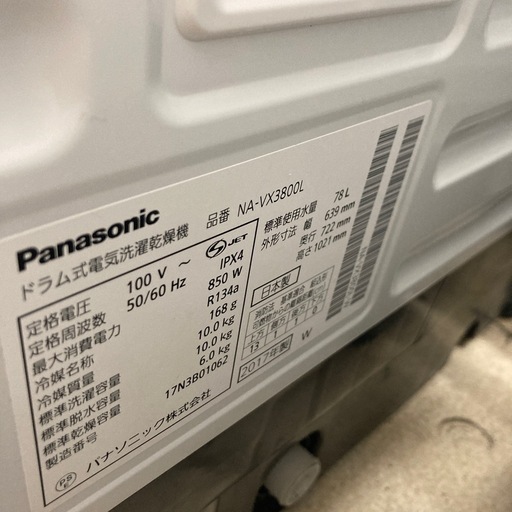 Panasonic
品番 NA-VX3800L
ドラム式電気洗濯乾燥機
定格電圧 100 V ～
定格周波数 50/60 Hz
最大消費電力 850 W
冷媒名称 R134a
冷媒質量 168 g
標準洗濯容量 10.0 kg
標準脱水容量 10.0 kg
標準乾燥容量 6.0 kg
製造番号 17N3B01062
パナソニック株式会社
JET
IPX4
標準使用水量 78 L
外形寸法 幅 639 mm
奥行 722 mm
高さ 1021 mm
日本製
2017年製
W
PS
E